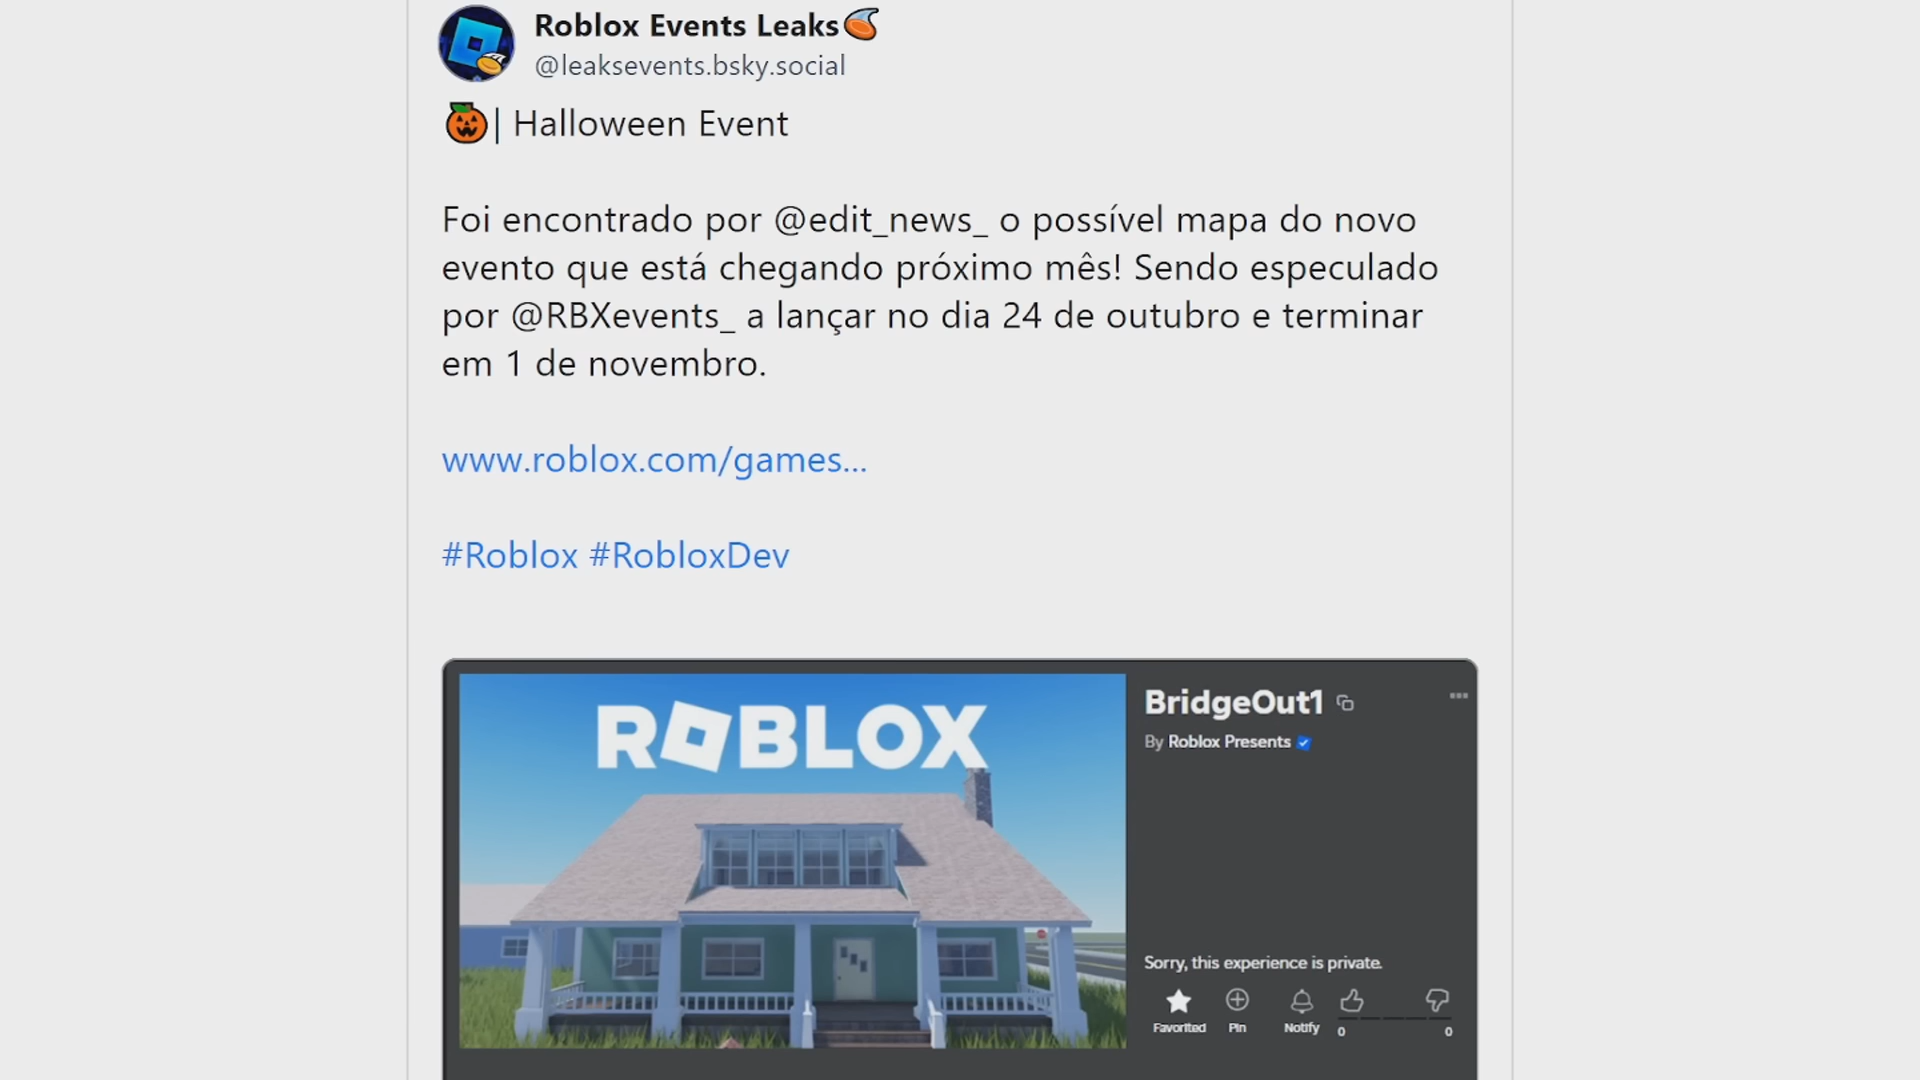 Roblox Events Leaks
@leaksevents.bsky.social
| Halloween Event
Foi encontrado por @edit_news_ o possível mapa do novo
evento que está chegando próximo mês! Sendo especulado
por @RBXevents_ a lançar no dia 24 de outubro e terminar
em 1 de novembro.
www.roblox.com/games...
#Roblox #RobloxDev
ROBLOX
BridgeOut1
By Roblox Presents
Sorry, this experience is private.
Favorited Pin Notify 0 0